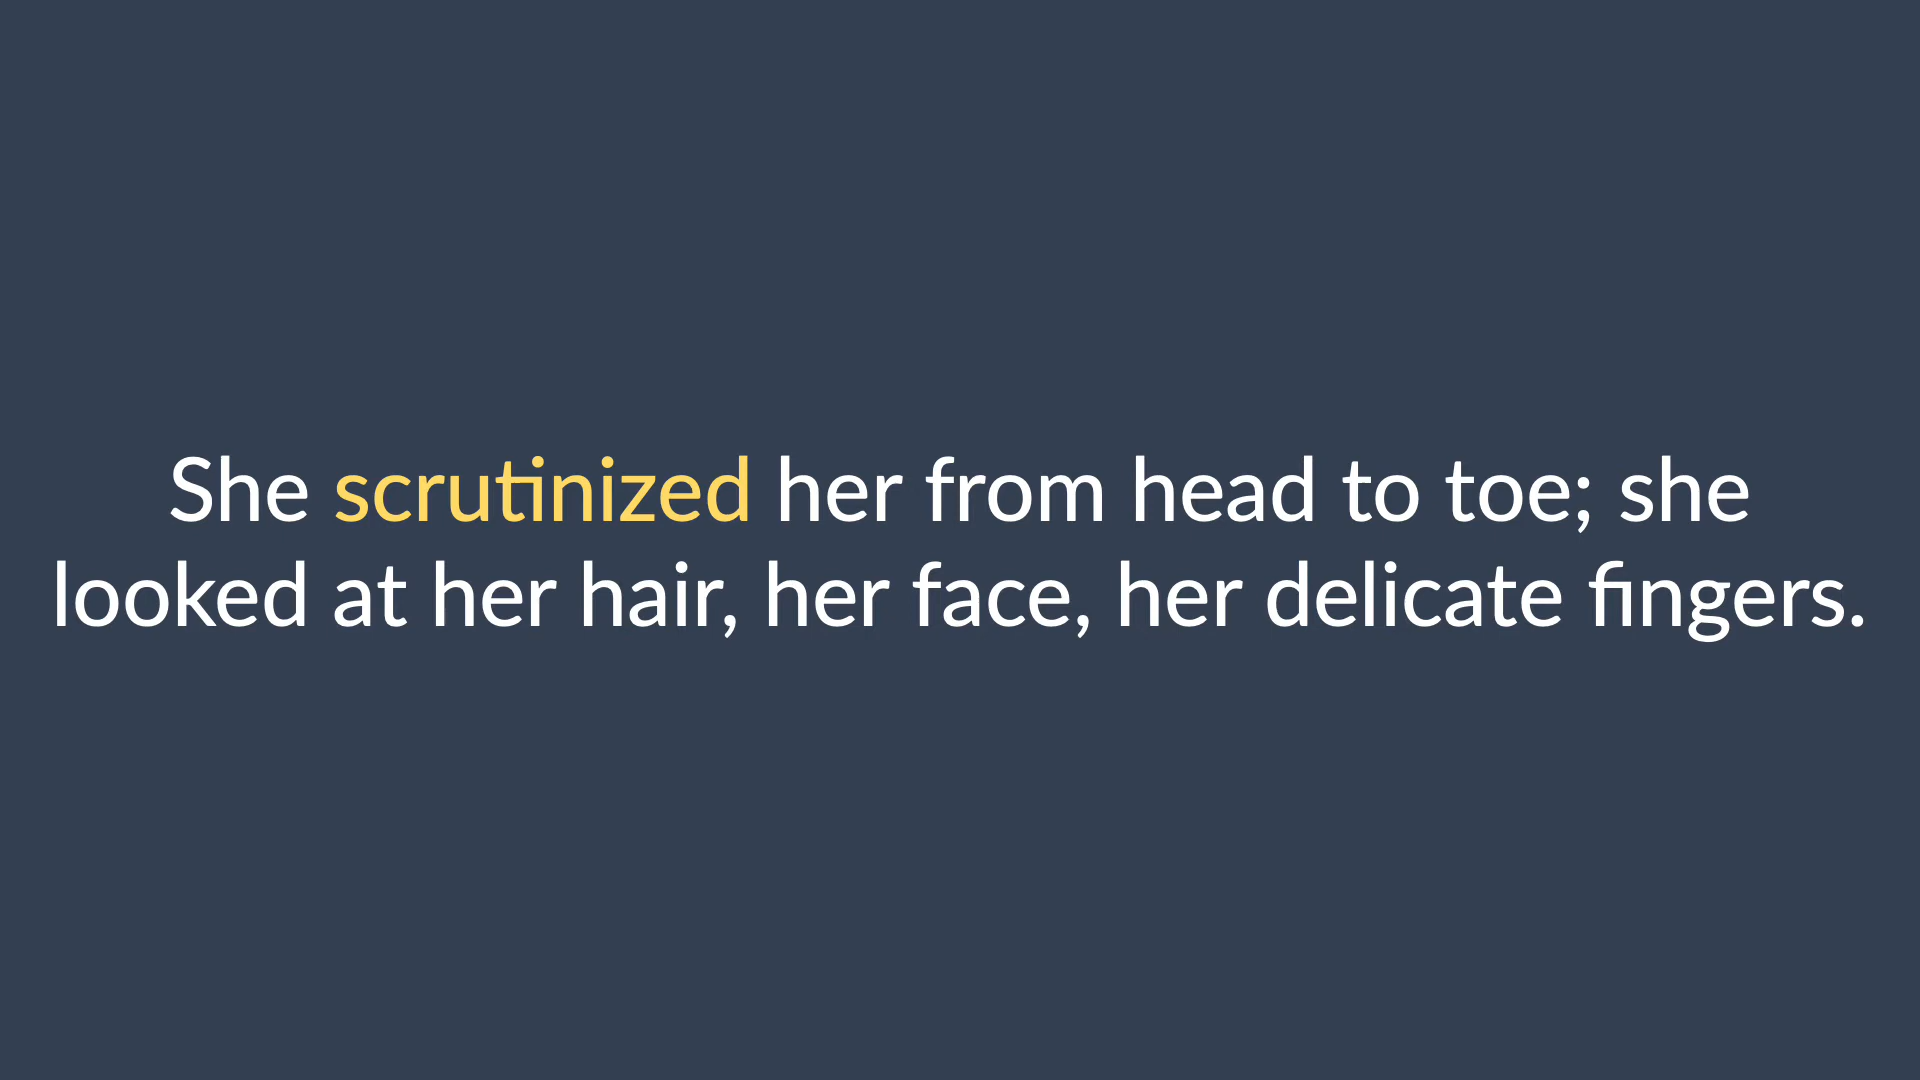 She scrutinized her from head to toe; she
looked at her hair, her face, her delicate fingers.